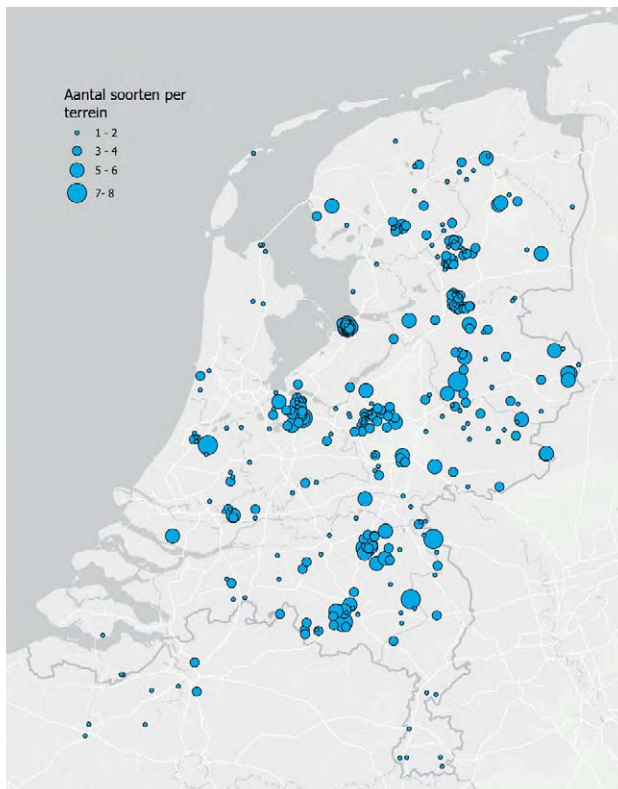 Aantal soorten per
terrein
1 - 2
3 - 4
5 - 6
7- 8